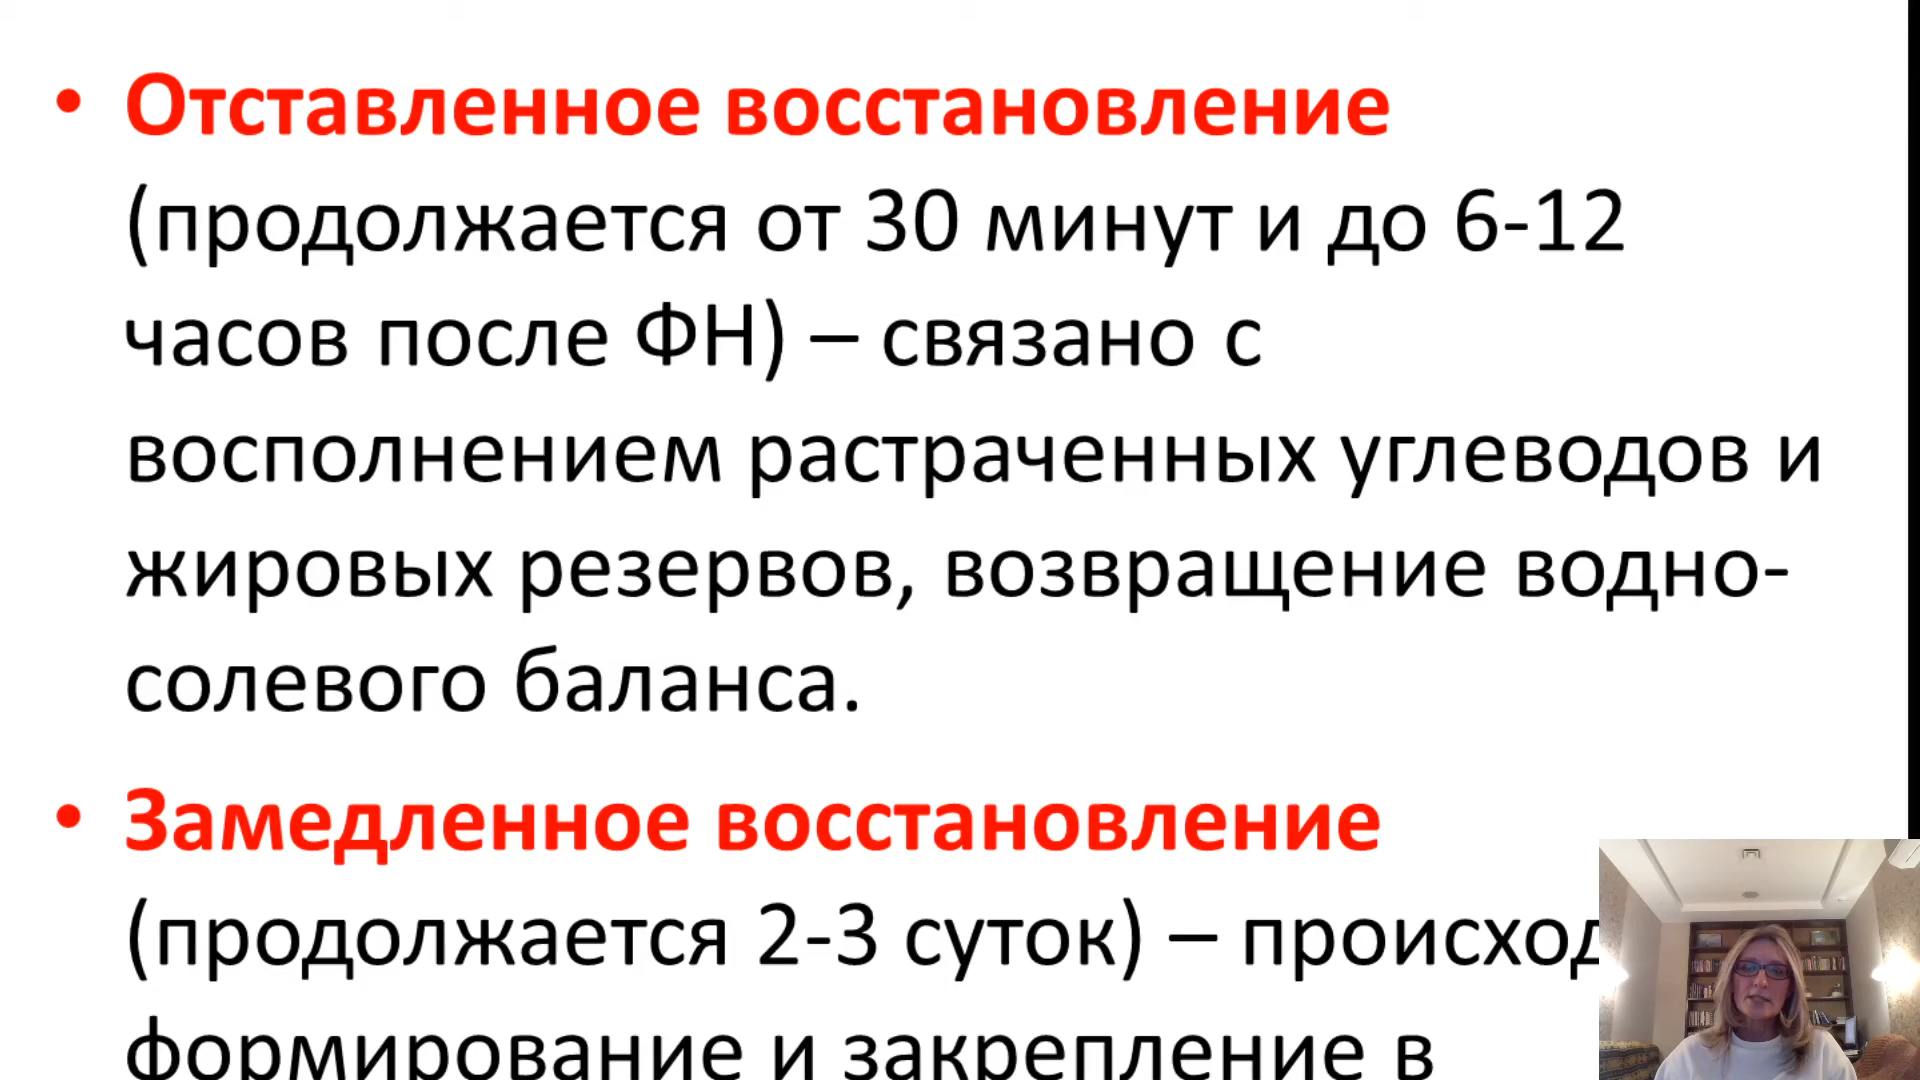 • Отставленное восстановление
(продолжается от 30 минут и до 6-12
часов после ФН) – связано с
восполнением растраченных углеводов и
жировых резервов, возвращение водно-
солевого баланса.
• Замедленное восстановление
(продолжается 2-3 суток) –
формирование и закрепление в